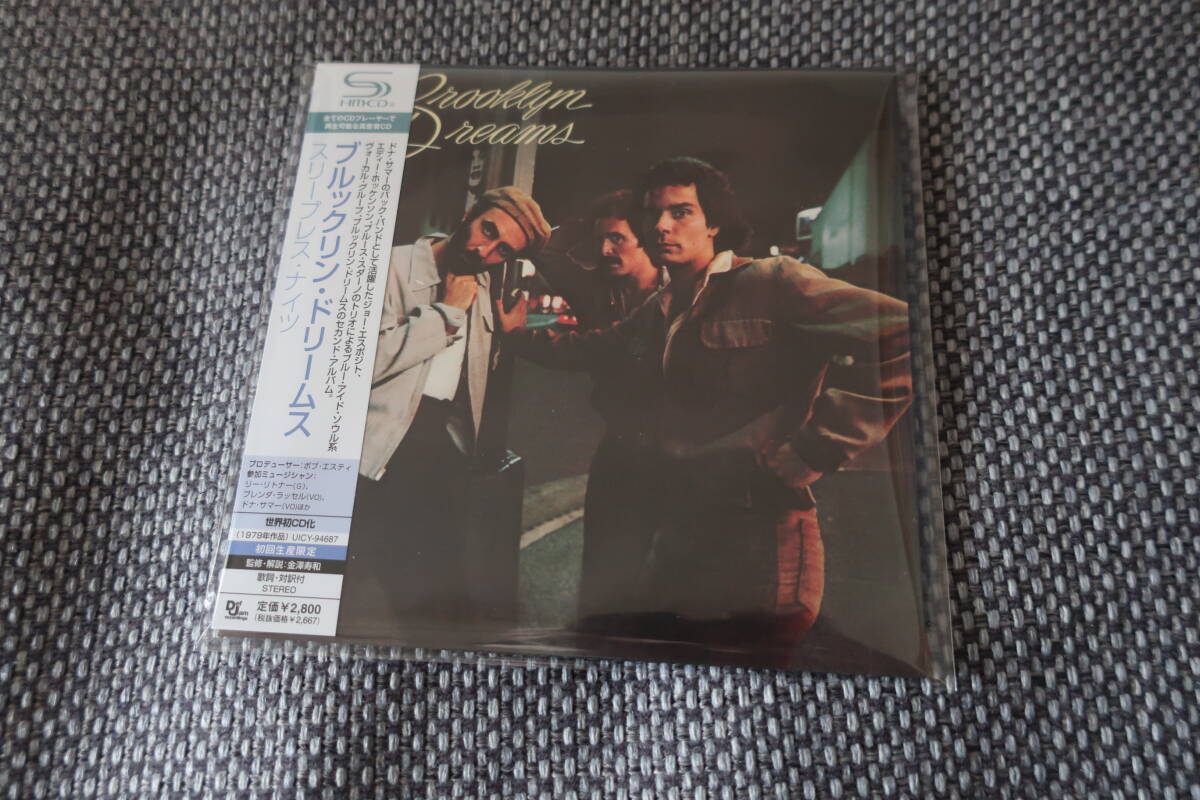 SHM-CD®
全てのCDプレーヤーで
再生可能な高音質CD
Brooklyn
Dreams
ドナ・サマーのバック・バンドとして活躍したジョー・エスポジト、
エディー・ホッケンソン、ブルース・スダーノのトリオによるブルー・アイド・ソウル系
ヴォーカル・グループ、ブルックリン・ドリームスのセカンド・アルバム。
ブルックリン・ドリームス
スリープレス・ナイツ
プロデューサー:ボブ・エスティ
参加ミュージシャン:
リー・リトナー(G)、
ブレンダ・ラッセル(VO)、
ドナ・サマー(VO)ほか
世界初CD化
(1979年作品) UICY-94687
初回生産限定
監修・解説:金澤寿和
歌詞・対訳付
STEREO
Def Jam
recordings
定価¥2,800
(税抜価格¥2,667)